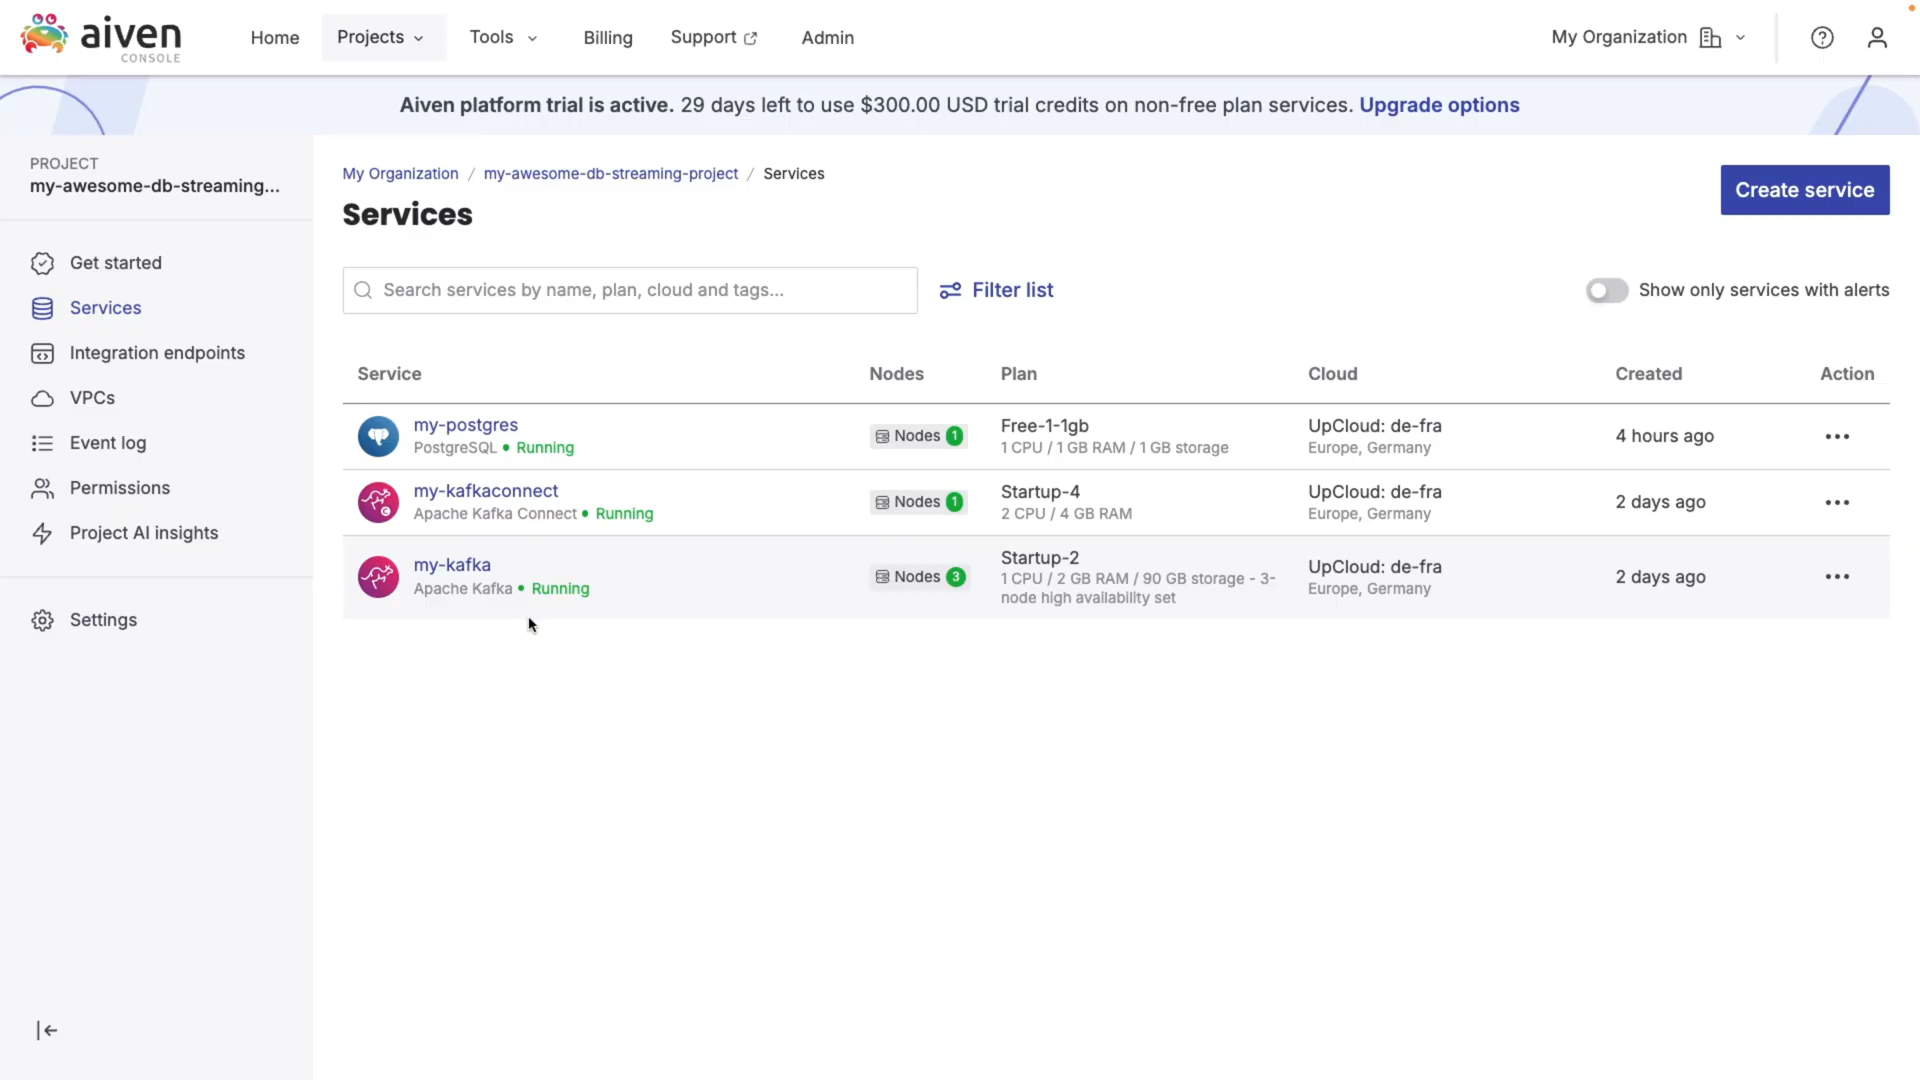 aiven
CONSOLE
Home
Projects
Tools
Billing
Support
Admin
My Organization
Aiven platform trial is active. 29 days left to use $300.00 USD trial credits on non-free plan services. Upgrade options
PROJECT
my-awesome-db-streaming...
Get started
Services
Integration endpoints
VPCs
Event log
Permissions
Project AI insights
Settings
My Organization / my-awesome-db-streaming-project / Services
Services
Create service
Search services by name, plan, cloud and tags...
Filter list
Show only services with alerts
Service Nodes Plan Cloud Created Action
my-postgres
PostgreSQL • Running
Nodes 1
Free-1-1gb
1 CPU / 1 GB RAM / 1 GB storage
UpCloud: de-fra
Europe, Germany
4 hours ago
my-kafkaconnect
Apache Kafka Connect • Running
Nodes 1
Startup-4
2 CPU / 4 GB RAM
UpCloud: de-fra
Europe, Germany
2 days ago
my-kafka
Apache Kafka • Running
Nodes 3
Startup-2
1 CPU / 2 GB RAM / 90 GB storage - 3-
node high availability set
UpCloud: de-fra
Europe, Germany
2 days ago